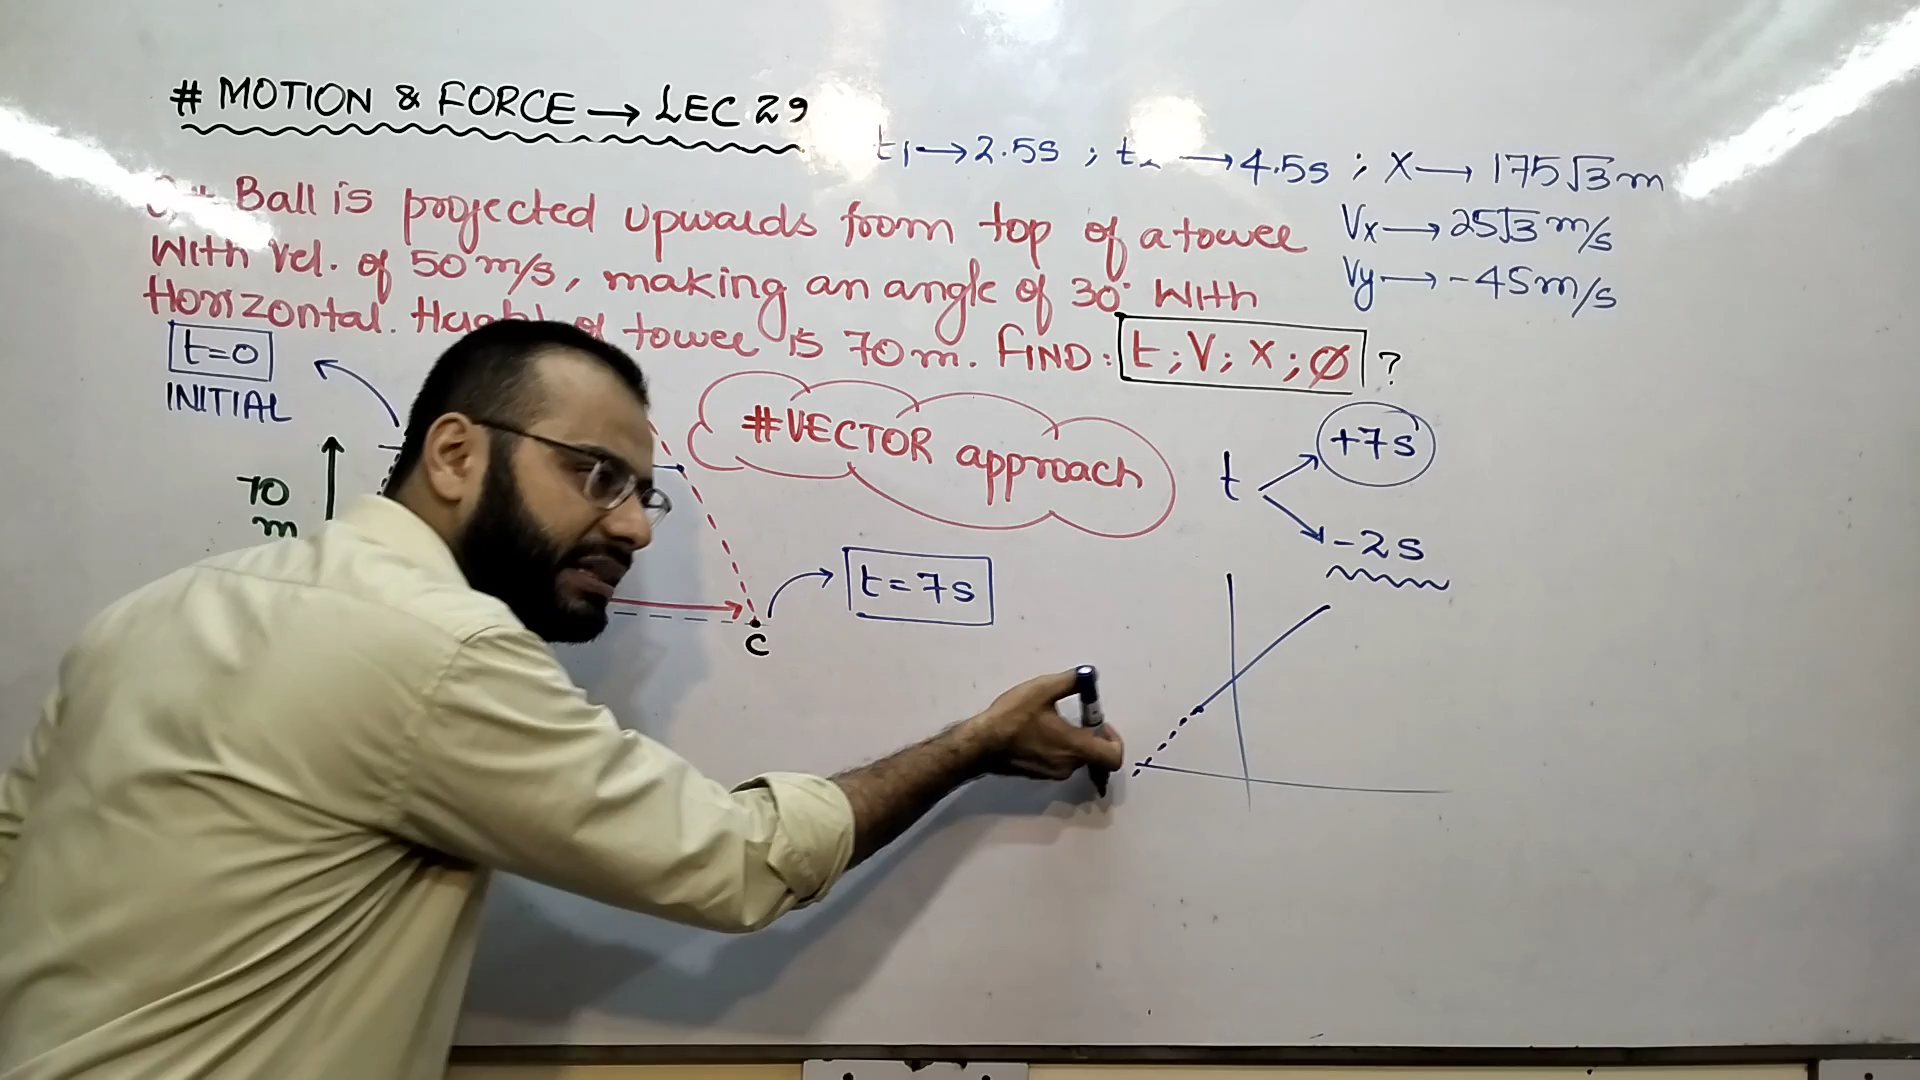 # MOTION & FORCE → LEC 29
t1 → 2.5s ; t → 4.5s ; X → 175√3 m
Ball is projected upwards from top of a tower
Vx → 25√3 m/s
With Vel. of 50 m/s, making an angle of 30° With
Vy → -45 m/s
Horizontal. Height of tower is 70 m. FIND: t ; V ; X ; Ø ?
t=0
INITIAL
#VECTOR approach
t
+7s
-2s
70
m
t = 7s
C